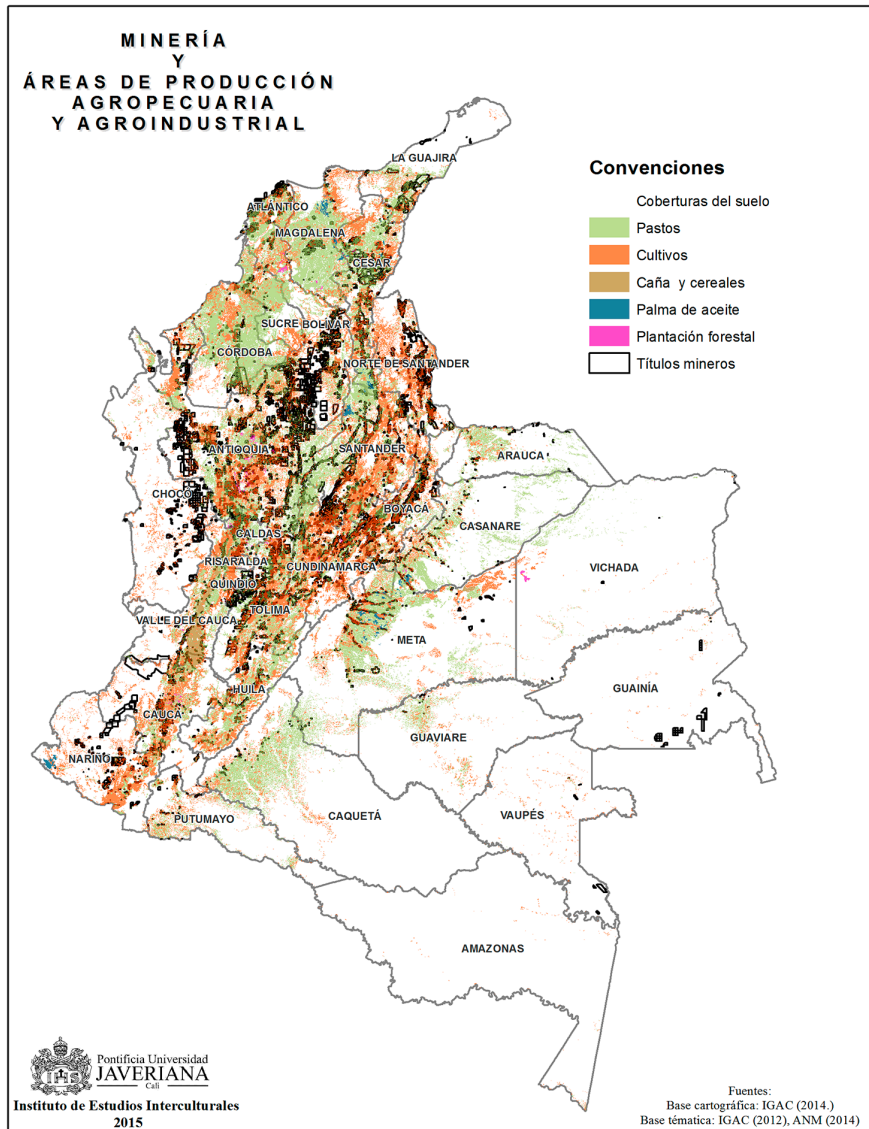 MINERÍA
Y
ÁREAS DE PRODUCCIÓN
AGROPECUARIA
Y AGROINDUSTRIAL
LA GUAJIRA
ATLÁNTICO
MAGDALENA
CESAR
SUCRE
BOLÍVAR
CÓRDOBA
NORTE DE SANTANDER
ANTIOQUIA
SANTANDER
ARAUCA
CHOCÓ
BOYACÁ
CASANARE
CALDAS
RISARALDA
CUNDINAMARCA
VICHADA
QUINDÍO
TOLIMA
VALLE DEL CAUCA
META
GUAINÍA
HUILA
CAUCA
GUAVIARE
NARIÑO
PUTUMAYO
CAQUETÁ
VAUPÉS
AMAZONAS
Convenciones
Coberturas del suelo
Pastos
Cultivos
Caña y cereales
Palma de aceite
Plantación forestal
Títulos mineros
IHS
Pontificia Universidad
JAVERIANA
Cali
Instituto de Estudios Interculturales
2015
Fuentes:
Base cartográfica: IGAC (2014.)
Base témática: IGAC (2012), ANM (2014)